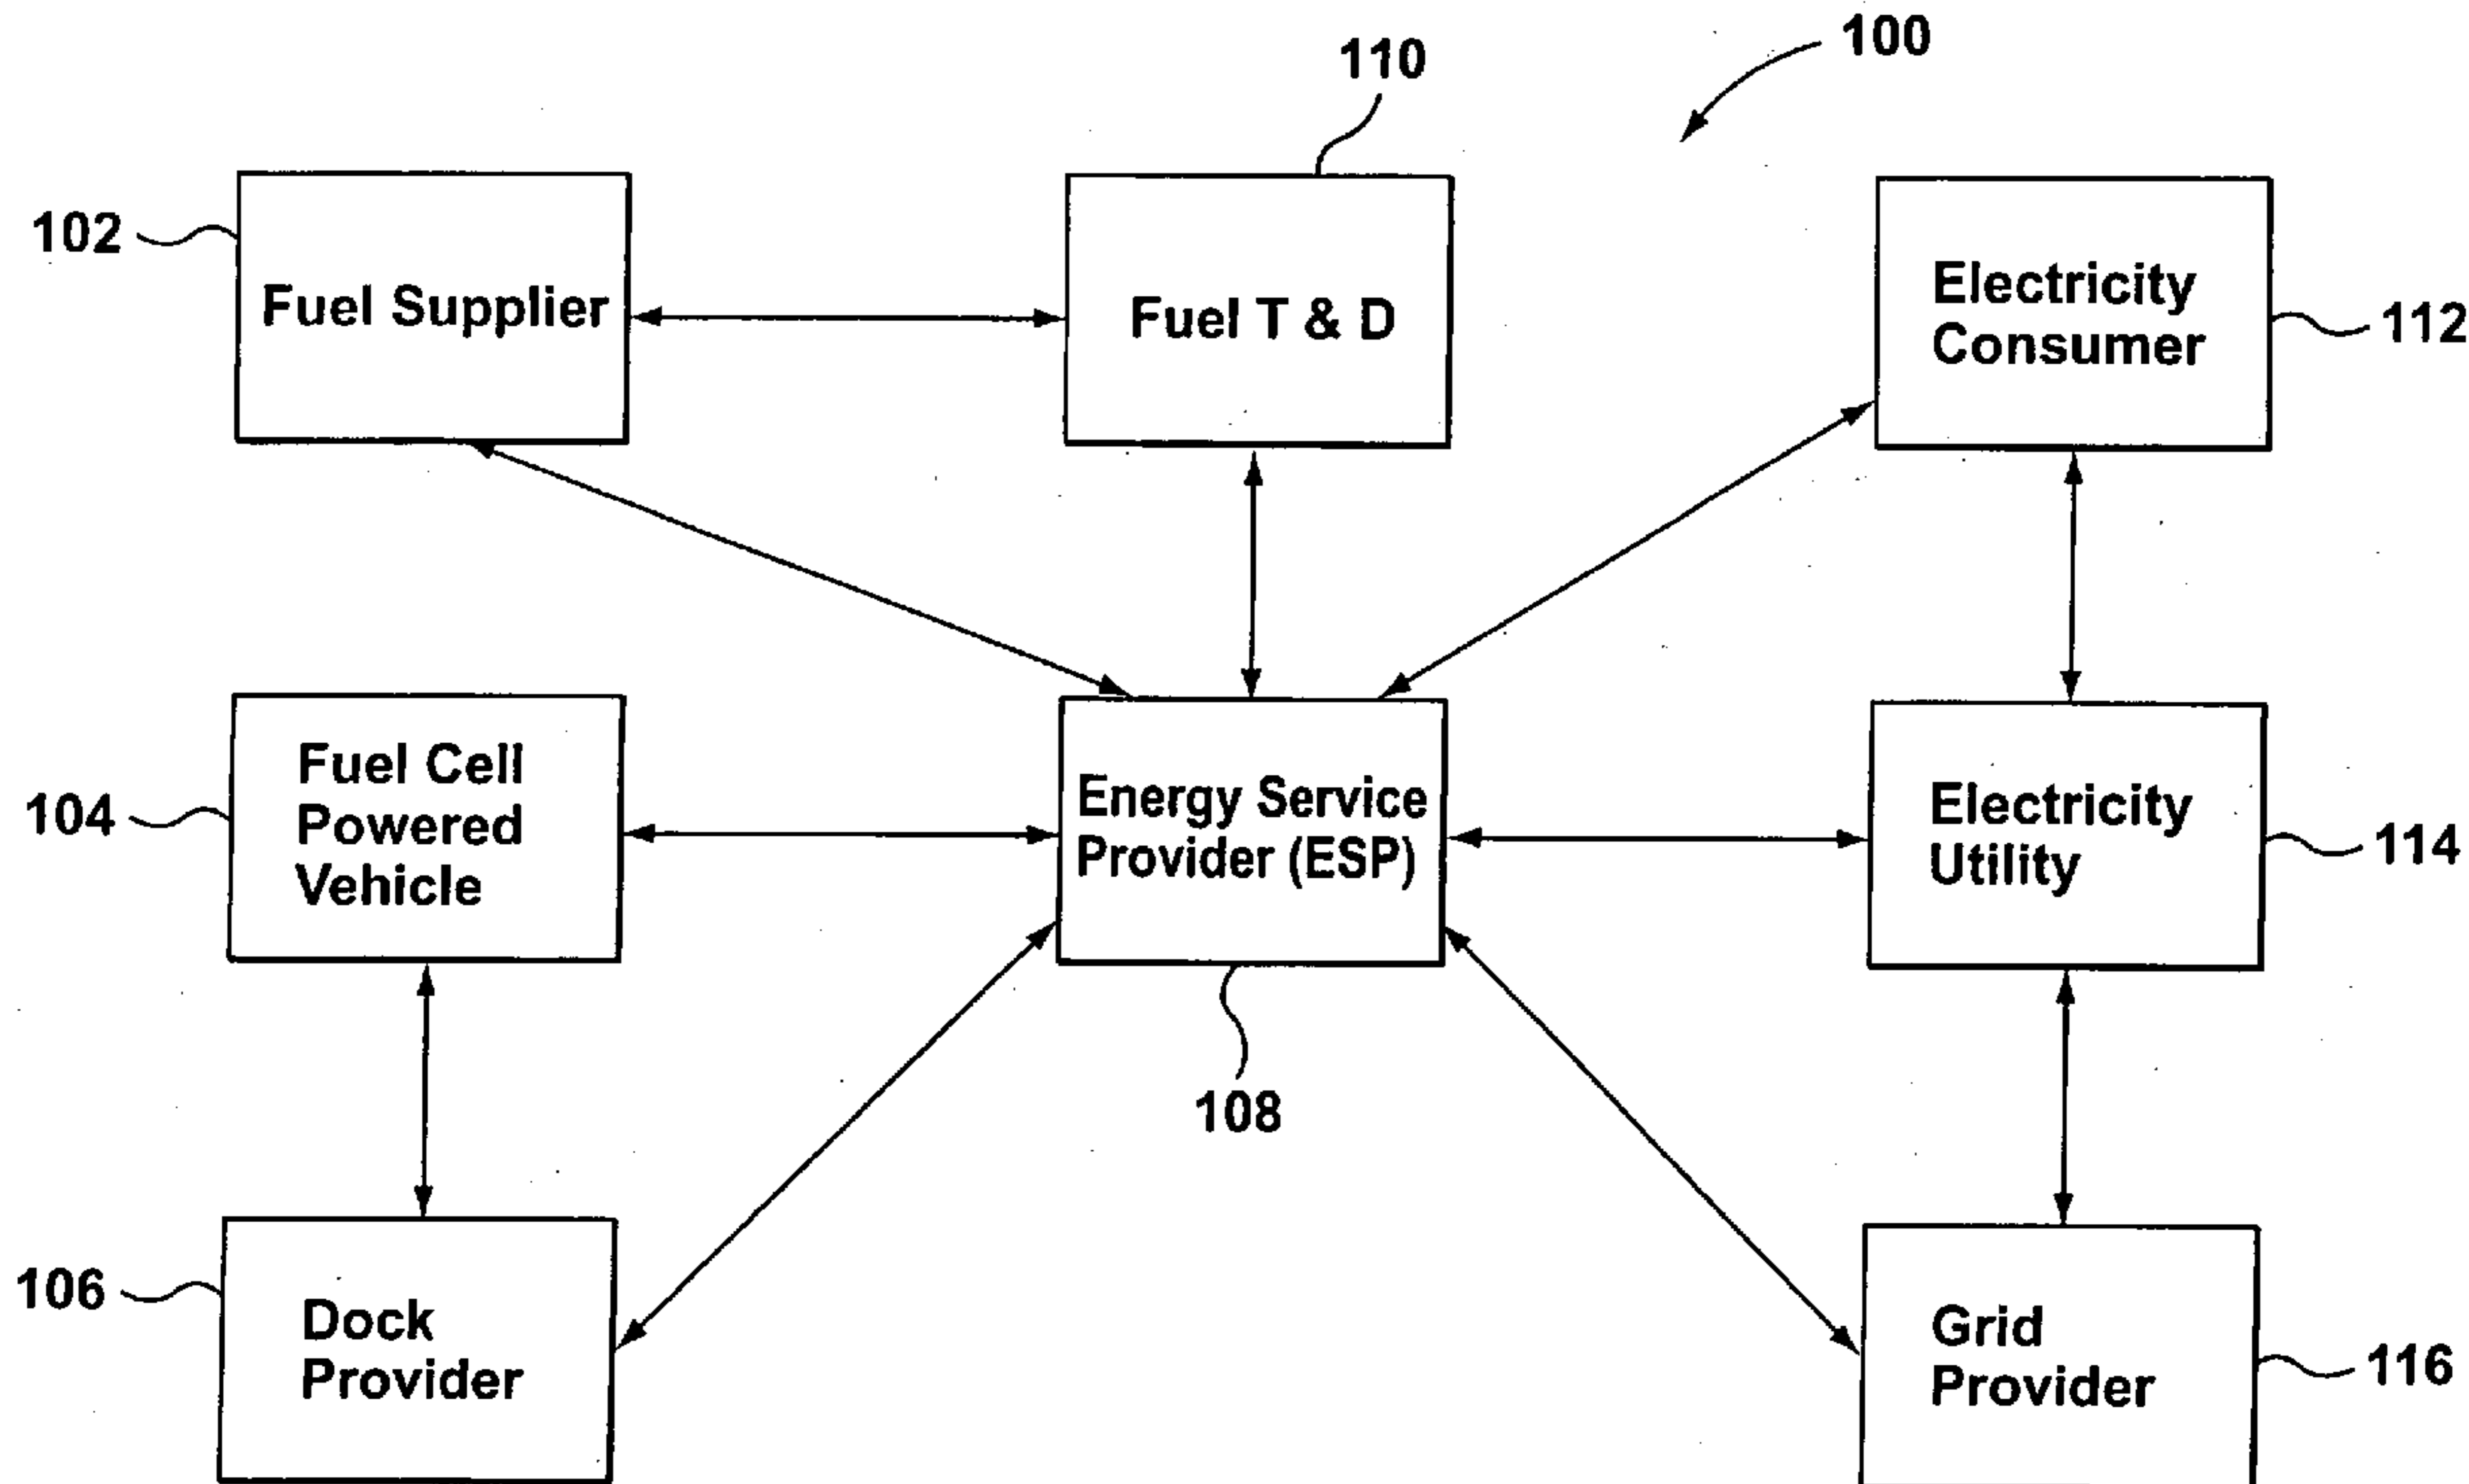 100
110
102
Fuel Supplier
Fuel T & D
Electricity
Consumer
112
104
Fuel Cell
Powered
Vehicle
Energy Service
Provider (ESP)
Electricity
Utility
114
108
106
Dock
Provider
Grid
Provider
116